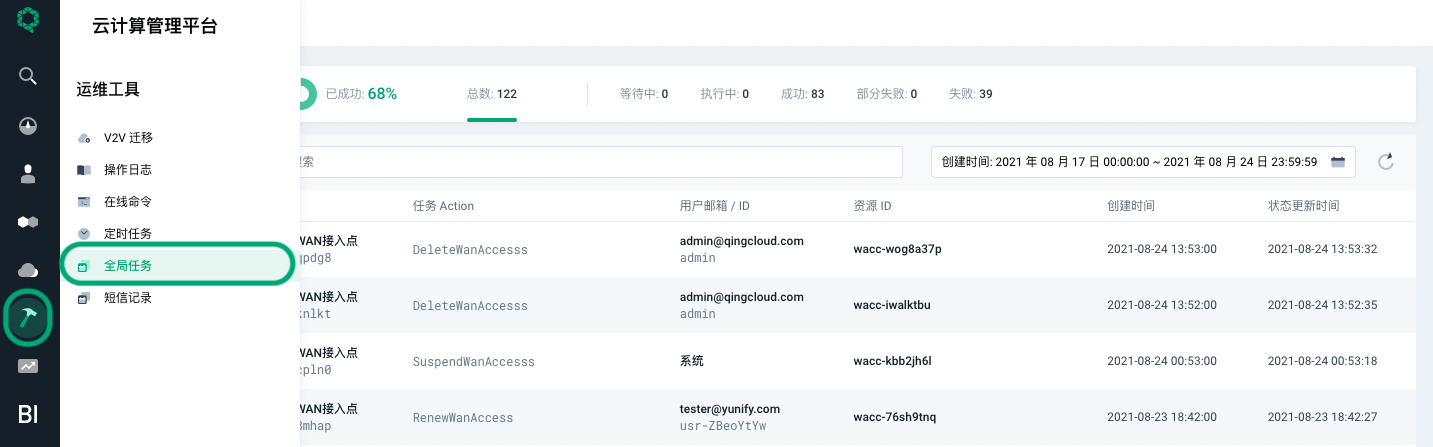 云计算管理平台
运维工具
V2V 迁移
操作日志
在线命令
定时任务
全局任务
短信记录
BI
已成功: 68% 总数: 122 等待中: 0 执行中: 0 成功: 83 部分失败: 0 失败: 39
索 创建时间: 2021 年 08 月 17 日 00:00:00 ~ 2021 年 08 月 24 日 23:59:59
任务 Action 用户邮箱 / ID 资源 ID 创建时间 状态更新时间
WAN接入点 DeleteWanAccesss admin@qingcloud.com wacc-wog8a37p 2021-08-24 13:53:00 2021-08-24 13:53:32
qpdg8 admin
WAN接入点 DeleteWanAccesss admin@qingcloud.com wacc-iwalktbu 2021-08-24 13:52:00 2021-08-24 13:52:35
nlkt admin
WAN接入点 SuspendWanAccesss 系统 wacc-kbb2jh6l 2021-08-24 00:53:00 2021-08-24 00:53:18
cpln0
WAN接入点 RenewWanAccess tester@yunify.com wacc-76sh9tnq 2021-08-23 18:42:00 2021-08-23 18:42:27
mhap usr-ZBeoYtYw